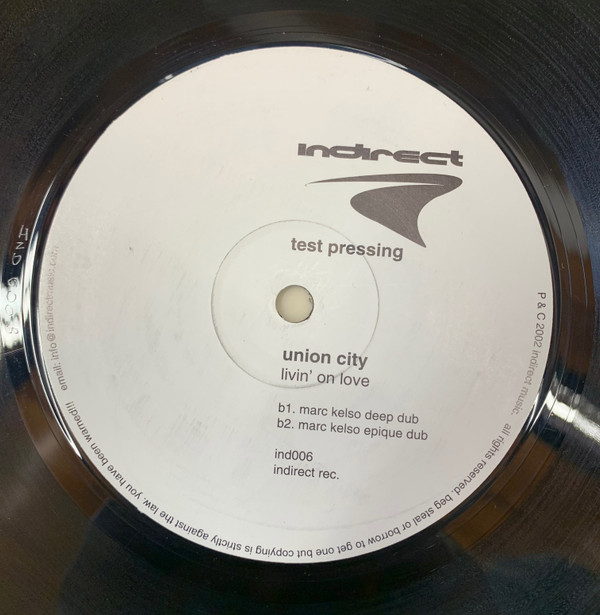 indirect
test pressing
union city
livin' on love
b1. marc kelso deep dub
b2. marc kelso epique dub
ind006
indirect rec.
P & C 2002 indirect music. all rights reserved. beg steal or borrow to get one but copying is strictly against the law, you have been warned!!! email: info@indirectmusic.com